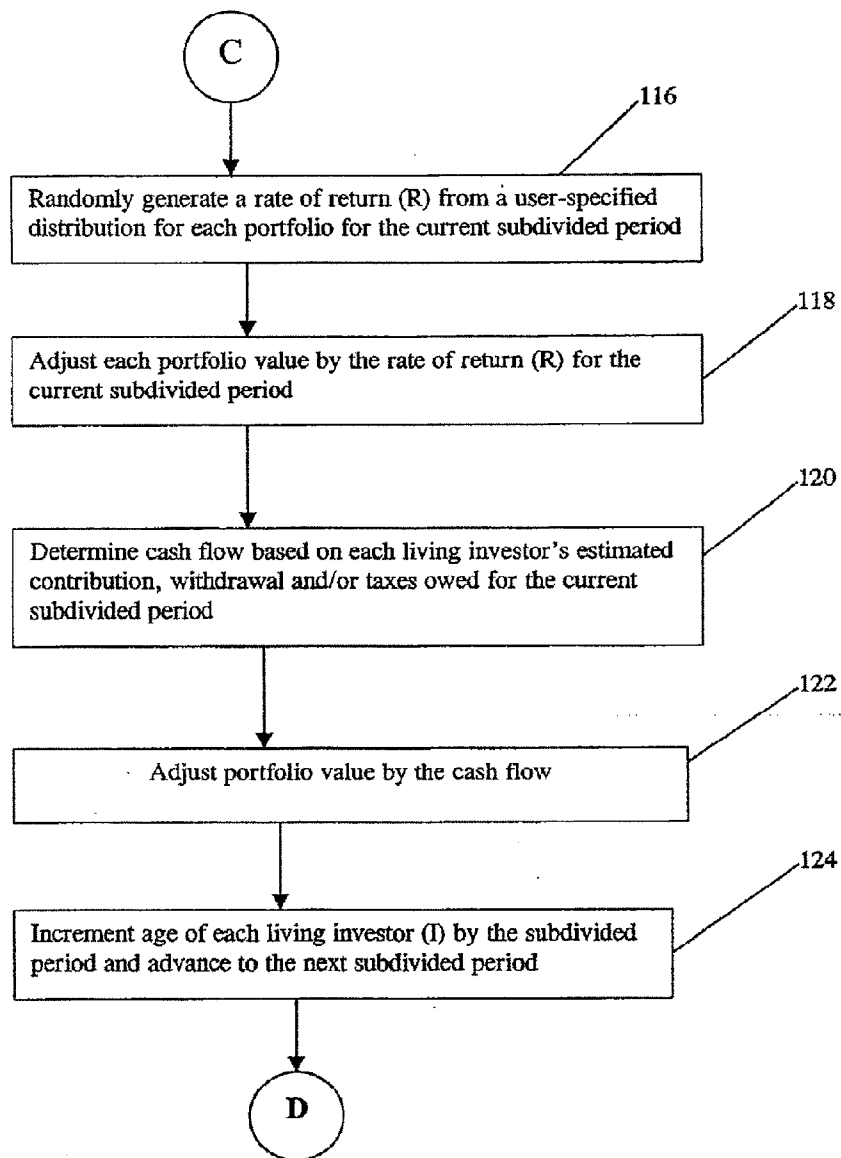 C
116
Randomly generate a rate of return (R) from a user-specified
distribution for each portfolio for the current subdivided period
118
Adjust each portfolio value by the rate of return (R) for the
current subdivided period
120
Determine cash flow based on each living investor's estimated
contribution, withdrawal and/or taxes owed for the current
subdivided period
122
Adjust portfolio value by the cash flow
124
Increment age of each living investor (I) by the subdivided
period and advance to the next subdivided period
D